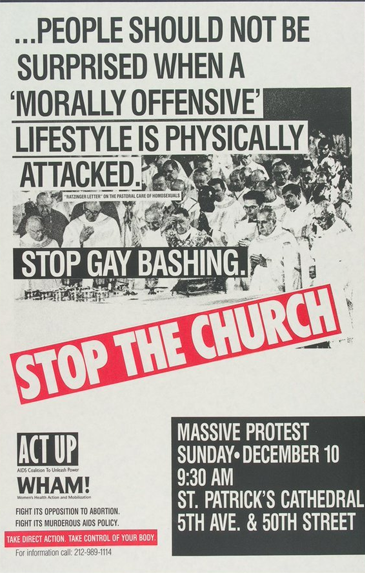 ...PEOPLE SHOULD NOT BE
SURPRISED WHEN A
‘MORALLY OFFENSIVE’
LIFESTYLE IS PHYSICALLY
ATTACKED.
"RATZINGER LETTER" ON THE PASTORAL CARE OF HOMOSEXUALS
STOP GAY BASHING.
STOP THE CHURCH
ACT UP
AIDS Coalition To Unleash Power
WHAM!
Women's Health Action and Mobilization
FIGHT ITS OPPOSITION TO ABORTION.
FIGHT ITS MURDEROUS AIDS POLICY.
TAKE DIRECT ACTION. TAKE CONTROL OF YOUR BODY.
For information call: 212-989-1114
MASSIVE PROTEST
SUNDAY• DECEMBER 10
9:30 AM
ST. PATRICK'S CATHEDRAL
5TH AVE. & 50TH STREET